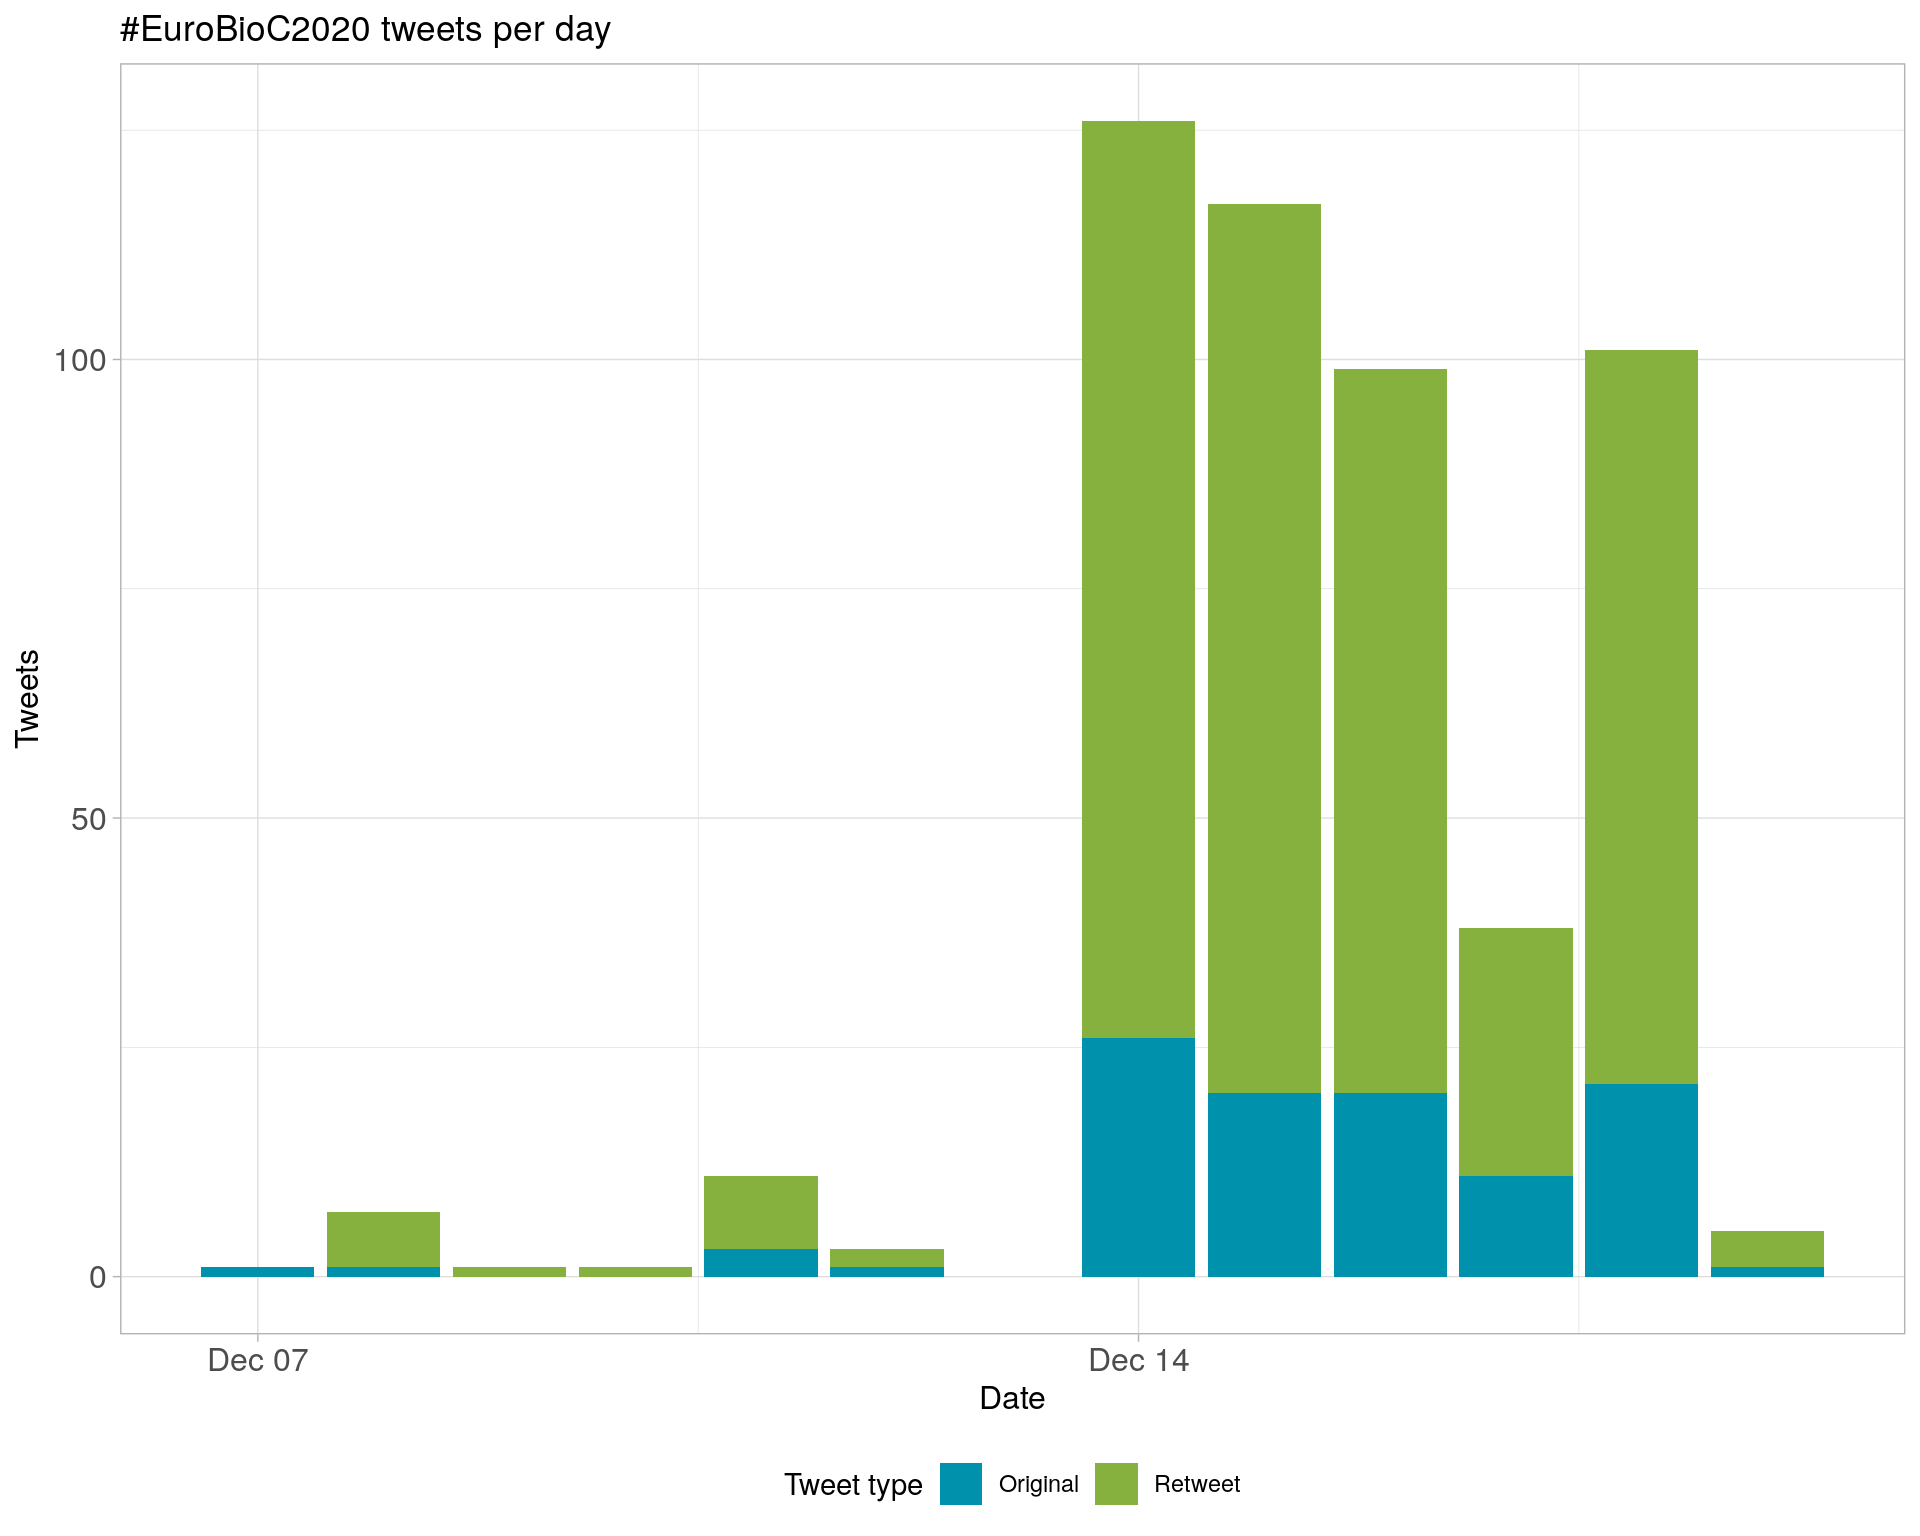 #EuroBioC2020 tweets per day
Tweets
100
50
0
Dec 07 Dec 14
Date
Tweet type Original Retweet